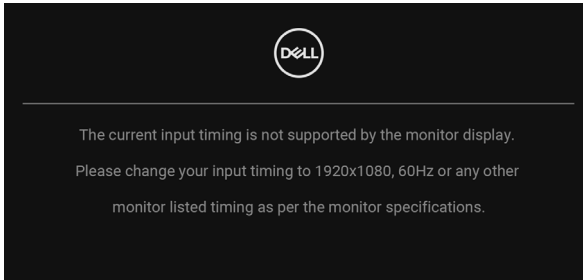 DELL
The current input timing is not supported by the monitor display.
Please change your input timing to 1920x1080, 60Hz or any other
monitor listed timing as per the monitor specifications.